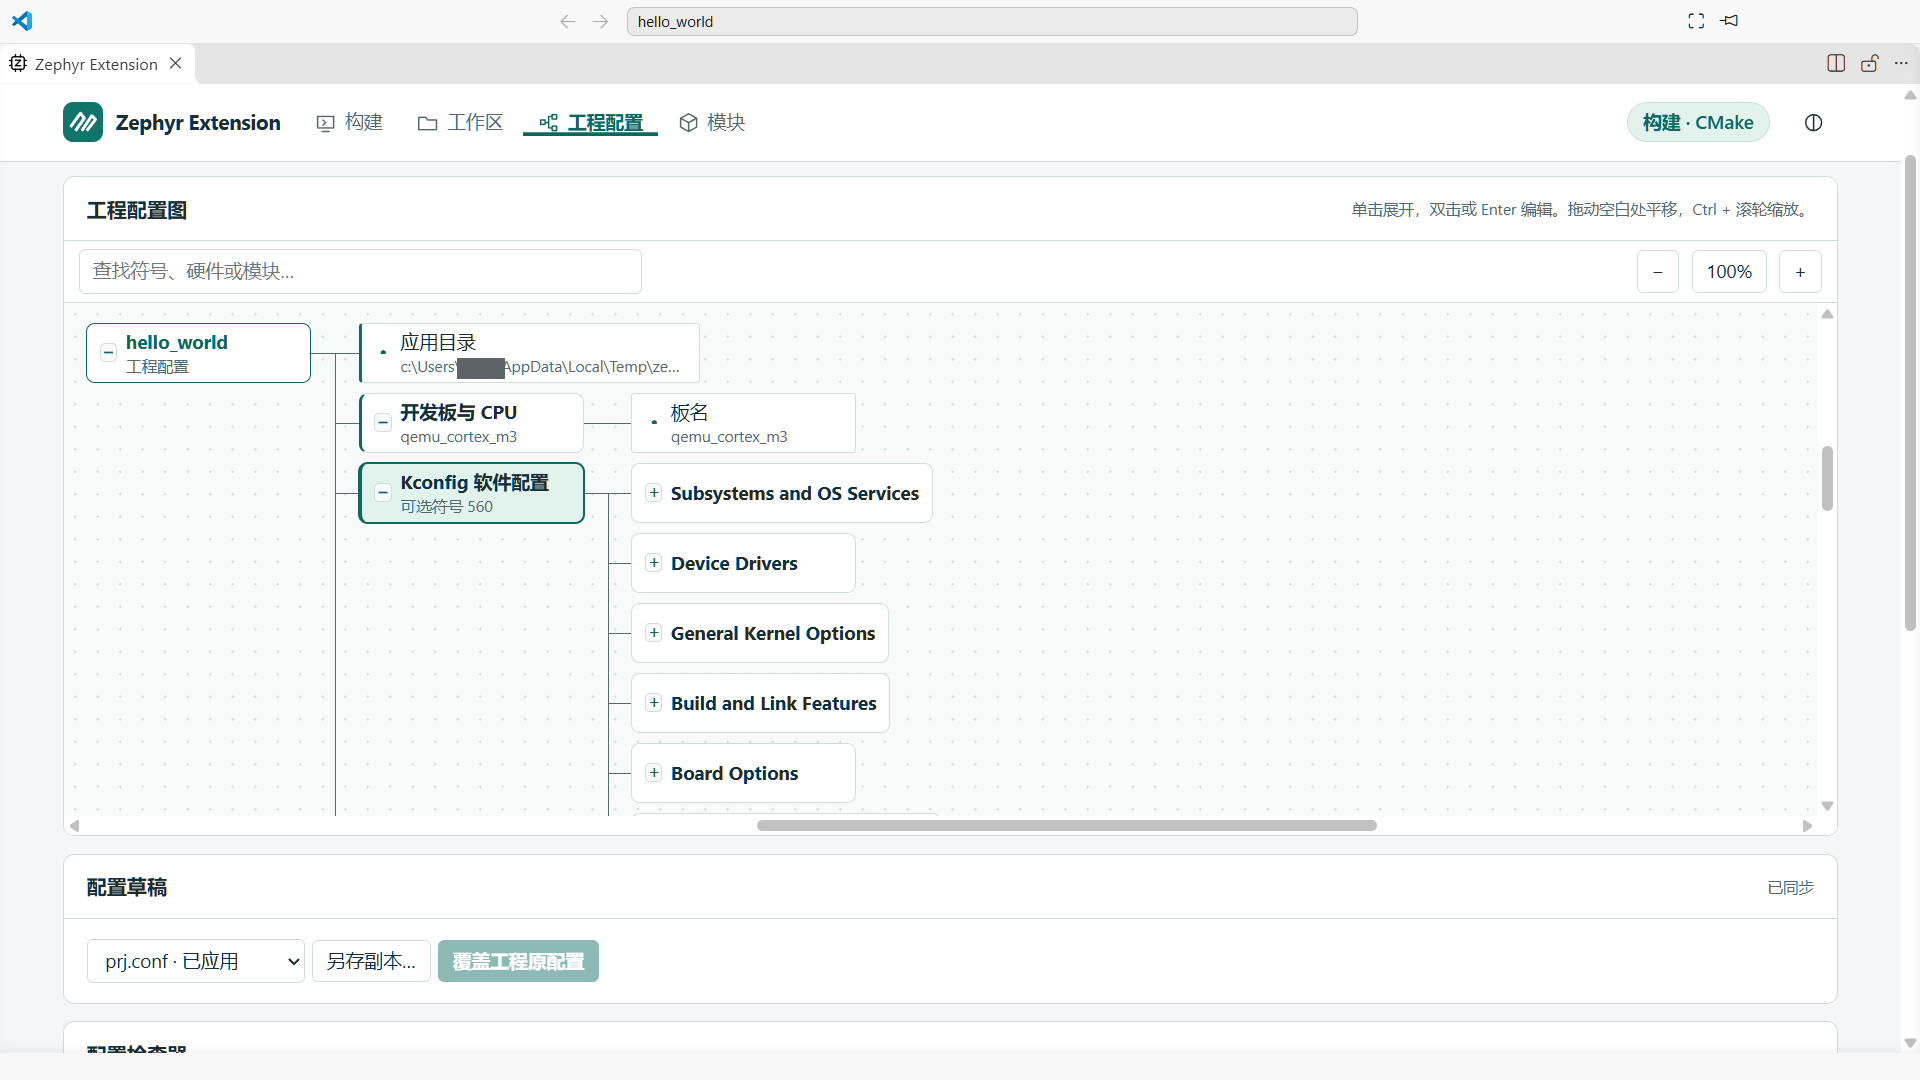 hello_world
Zephyr Extension
Zephyr Extension
构建
工作区
工程配置
模块
构建 · CMake
工程配置图
单击展开，双击或 Enter 编辑。拖动空白处平移，Ctrl + 滚轮缩放。
查找符号、硬件或模块...
−
100%
+
hello_world
工程配置
应用目录
c:\Users\ AppData\Local\Temp\ze...
开发板与 CPU
qemu_cortex_m3
板名
qemu_cortex_m3
Kconfig 软件配置
可选符号 560
Subsystems and OS Services
Device Drivers
General Kernel Options
Build and Link Features
Board Options
配置草稿
已同步
prj.conf · 已应用
另存副本...
覆盖工程原配置
配置检查器